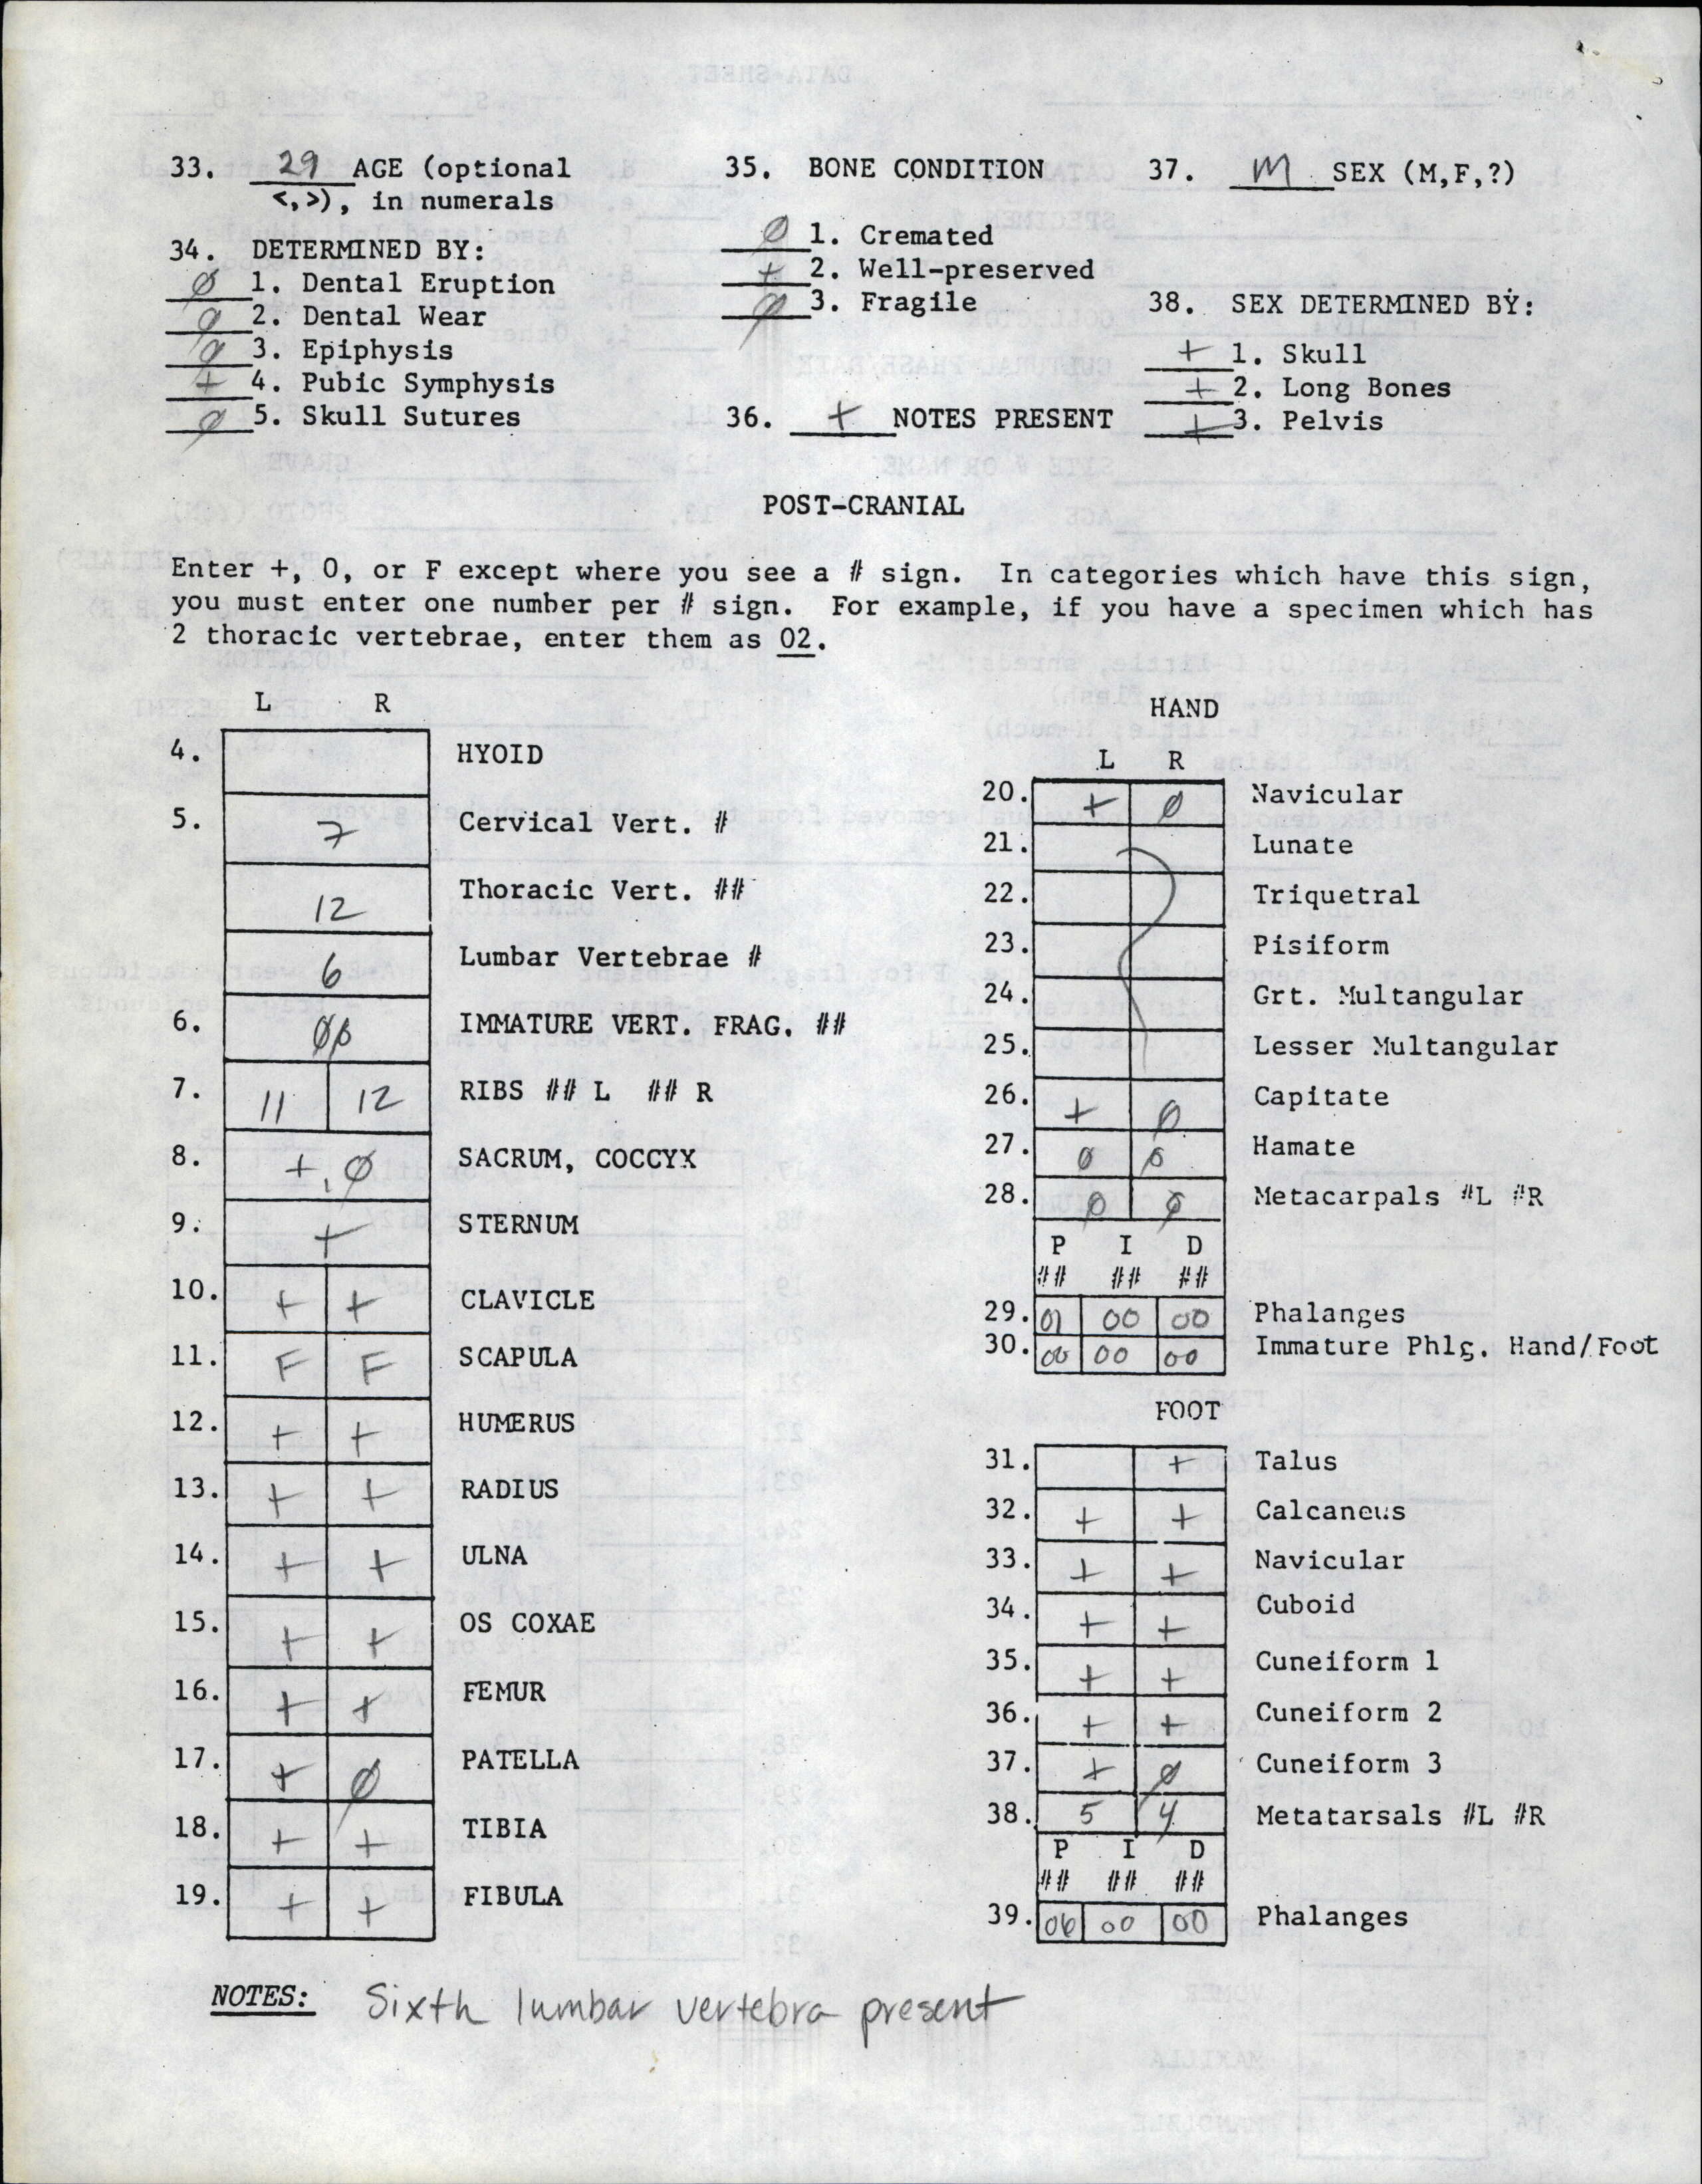 33. 29 AGE (optional
<,>), in numerals
34. DETERMINED BY:
Ø 1. Dental Eruption
Ø 2. Dental Wear
Ø 3. Epiphysis
+ 4. Pubic Symphysis
Ø 5. Skull Sutures
35. BONE CONDITION
Ø 1. Cremated
+ 2. Well-preserved
Ø 3. Fragile
36. + NOTES PRESENT
37. M SEX (M,F,?)
38. SEX DETERMINED BY:
+ 1. Skull
+ 2. Long Bones
+ 3. Pelvis
POST-CRANIAL
Enter +, 0, or F except where you see a # sign. In categories which have this sign,
you must enter one number per # sign. For example, if you have a specimen which has
2 thoracic vertebrae, enter them as 02.
L R
4. HYOID
5. 7 Cervical Vert. #
12 Thoracic Vert. ##
6 Lumbar Vertebrae #
6. ØØ IMMATURE VERT. FRAG. ##
7. 11 12 RIBS ## L ## R
8. +, Ø SACRUM, COCCYX
9. + STERNUM
10. + + CLAVICLE
11. F F SCAPULA
12. + + HUMERUS
13. + + RADIUS
14. + + ULNA
15. + + OS COXAE
16. + + FEMUR
17. + Ø PATELLA
18. + + TIBIA
19. + + FIBULA
HAND
L R
20. + Ø Navicular
21. Lunate
22. Triquetral
23. Pisiform
24. Grt. Multangular
25. Lesser Multangular
26. + Ø Capitate
27. Ø Ø Hamate
28. Ø Ø Metacarpals #L #R
P I D
## ## ##
29. 01 00 00 Phalanges
30. 00 00 00 Immature Phlg. Hand/Foot
FOOT
31. + Talus
32. + + Calcaneus
33. + + Navicular
34. + + Cuboid
35. + + Cuneiform 1
36. + + Cuneiform 2
37. + Ø Cuneiform 3
38. 5 4 Metatarsals #L #R
P I D
## ## ##
39. 06 00 00 Phalanges
NOTES: Sixth lumbar vertebra present